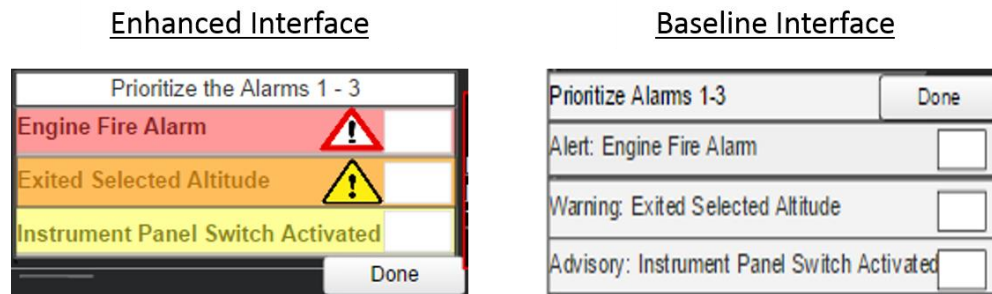 Enhanced Interface
Prioritize the Alarms 1 - 3
Engine Fire Alarm
Exited Selected Altitude
Instrument Panel Switch Activated
Done
Baseline Interface
Prioritize Alarms 1-3 Done
Alert: Engine Fire Alarm
Warning: Exited Selected Altitude
Advisory: Instrument Panel Switch Activated